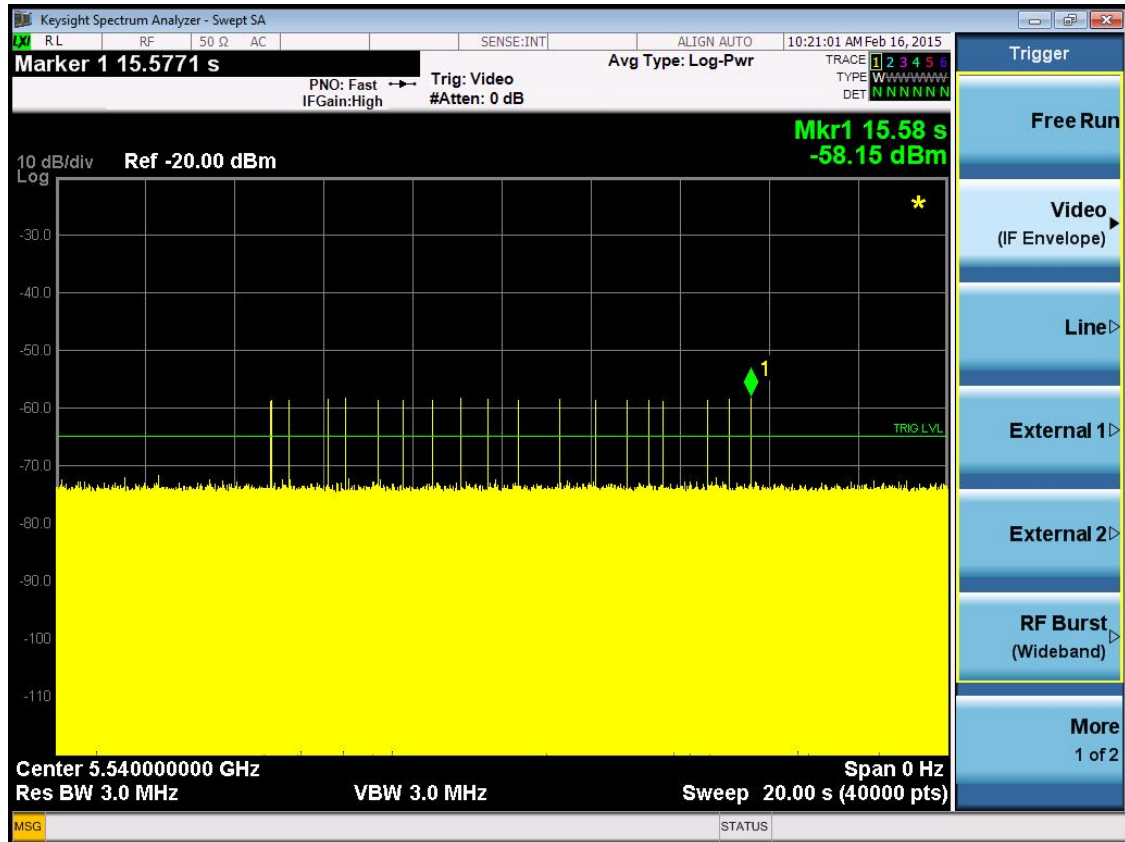 Keysight Spectrum Analyzer - Swept SA
LXI RL RF 50 Ω AC SENSE:INT ALIGN AUTO 10:21:01 AM Feb 16, 2015
Marker 1 15.5771 s
PNO: Fast
IFGain:High
Trig: Video
#Atten: 0 dB
Avg Type: Log-Pwr
TRACE 1 2 3 4 5 6
TYPE WWWWWW
DET N N N N N N
Mkr1 15.58 s
-58.15 dBm
10 dB/div Ref -20.00 dBm
Log
*
-30.0
-40.0
-50.0
1
-60.0
TRIG LVL
-70.0
-80.0
-90.0
-100
-110
Center 5.540000000 GHz Span 0 Hz
Res BW 3.0 MHz VBW 3.0 MHz Sweep 20.00 s (40000 pts)
MSG STATUS
Trigger
Free Run
Video
(IF Envelope)
Line
External 1
External 2
RF Burst
(Wideband)
More
1 of 2